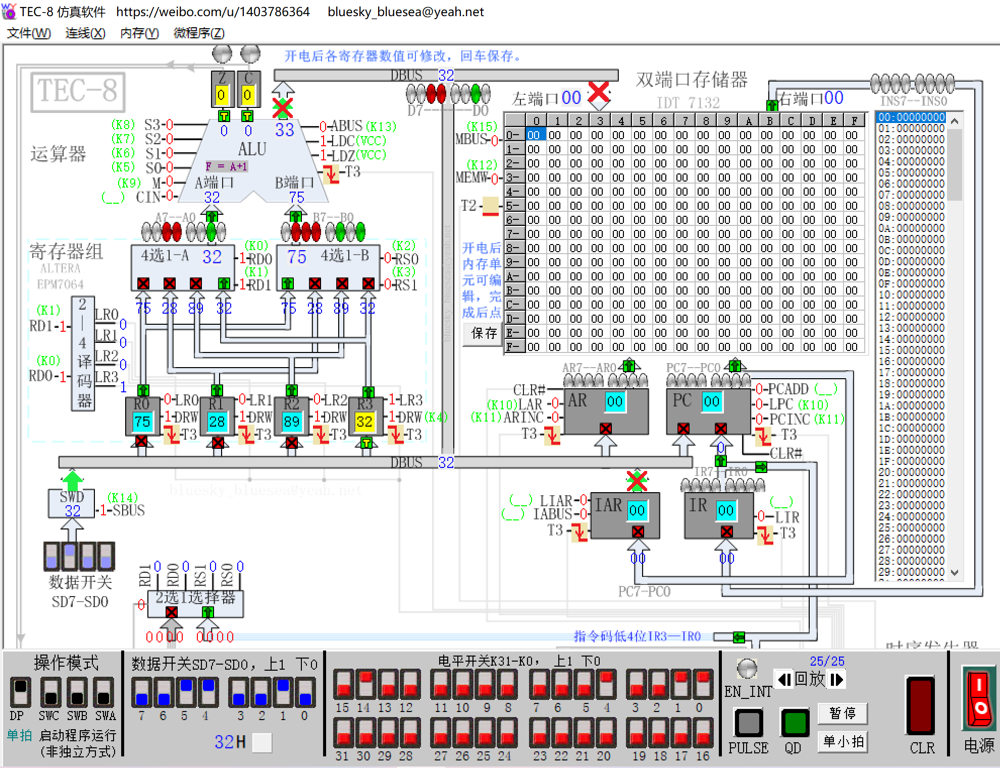 TEC-8 仿真软件 https://weibo.com/u/1403786364 bluesky_bluesea@yeah.net
文件(W) 连线(X) 内存(Y) 微程序(Z)
开电后各寄存器数值可修改，回车保存。
TEC-8
Z C
0 0
0 0 33
DBUS 32
D7------D0
双端口存储器
IDT 7132
左端口00
右端口00
INS7--INS0
运算器
(K8) S3-0
(K7) S2-0
(K6) S1-0
(K5) S0-0
(K9) M-0
(__) CIN-0
ALU
F = A+1
A端口 B端口
32 75
0-ABUS(K13)
1-LDC(VCC)
1-LDZ(VCC)
T3
(K15)
MBUS-0
(K12)
MEMW-0
T2
0 1 2 3 4 5 6 7 8 9 A B C D E F
0- 00 00 00 00 00 00 00 00 00 00 00 00 00 00 00 00
1- 00 00 00 00 00 00 00 00 00 00 00 00 00 00 00 00
2- 00 00 00 00 00 00 00 00 00 00 00 00 00 00 00 00
3- 00 00 00 00 00 00 00 00 00 00 00 00 00 00 00 00
4- 00 00 00 00 00 00 00 00 00 00 00 00 00 00 00 00
5- 00 00 00 00 00 00 00 00 00 00 00 00 00 00 00 00
6- 00 00 00 00 00 00 00 00 00 00 00 00 00 00 00 00
7- 00 00 00 00 00 00 00 00 00 00 00 00 00 00 00 00
8- 00 00 00 00 00 00 00 00 00 00 00 00 00 00 00 00
9- 00 00 00 00 00 00 00 00 00 00 00 00 00 00 00 00
A- 00 00 00 00 00 00 00 00 00 00 00 00 00 00 00 00
B- 00 00 00 00 00 00 00 00 00 00 00 00 00 00 00 00
C- 00 00 00 00 00 00 00 00 00 00 00 00 00 00 00 00
D- 00 00 00 00 00 00 00 00 00 00 00 00 00 00 00 00
E- 00 00 00 00 00 00 00 00 00 00 00 00 00 00 00 00
F- 00 00 00 00 00 00 00 00 00 00 00 00 00 00 00 00
00:00000000
01:00000000
02:00000000
03:00000000
04:00000000
05:00000000
06:00000000
07:00000000
08:00000000
09:00000000
0A:00000000
0B:00000000
0C:00000000
0D:00000000
0E:00000000
0F:00000000
10:00000000
11:00000000
12:00000000
13:00000000
14:00000000
15:00000000
16:00000000
17:00000000
18:00000000
19:00000000
1A:00000000
1B:00000000
1C:00000000
1D:00000000
1E:00000000
1F:00000000
20:00000000
21:00000000
22:00000000
23:00000000
24:00000000
25:00000000
26:00000000
27:00000000
28:00000000
29:00000000
开电后
内存单
元可编
辑，完
成后点
保存
bluesky_bluesea@yeah.net
A7--A0 B7--B0
寄存器组
ALTERA
EPM7064
4选1-A 32
(K0)
1-RD0
(K1)
1-RD1
75 4选1-B
(K2)
0-RS0
(K3)
0-RS1
75 28 89 32 75 28 89 32
(K1)
RD1-1
(K0)
RD0-1
2—4译码器
LR0 0
LR1 0
LR2 0
LR3 1
R0 75 0-LR0 1-DRW T3
R1 28 0-LR1 1-DRW T3
R2 89 0-LR2 1-DRW T3
R3 32 1-LR3 1-DRW(K4) T3
AR7--AR0
CLR#
(K10)LAR-0
(K11)ARINC-0
T3
AR 00
PC7--PC0
PC 00
0-PCADD(__)
0-LPC(K10)
0-PCINC(K11)
T3
CLR#
0
DBUS 32
bluesky_bluesea@yeah.net
SWD
32
(K14)
1-SBUS
数据开关
SD7-SD0
IR7--IR0
(__) LIAR-0
(__) IABUS-0
T3
IAR 00
IR 00
(__)
0-LIR
T3
00 00
PC7-PC0
RD1 0 RD0 0 RS1 0 RS0 0
0 2选1选择器
0000 0000
指令码低4位IR3—IR0
时序发生器
操作模式
DP SWC SWB SWA
单拍 启动程序运行
(非独立方式)
数据开关SD7-SD0，上1 下0
7 6 5 4 3 2 1 0
32H
电平开关K31-K0， 上1 下0
15 14 13 12 11 10 9 8 7 6 5 4 3 2 1 0
31 30 29 28 27 26 25 24 23 22 21 20 19 18 17 16
EN_INT
25/25
回放
PULSE
QD
暂停
单小拍
CLR
电源